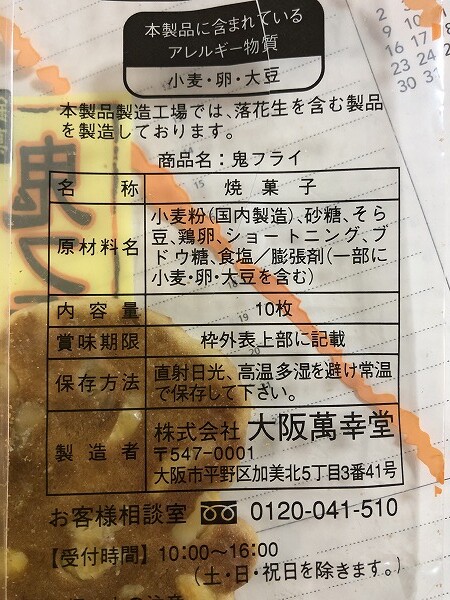 本製品に含まれている
アレルギー物質
小麦・卵・大豆
本製品製造工場では、落花生を含む製品
を製造しております。
商品名：鬼フライ
名 称 焼菓子
原材料名 小麦粉(国内製造)、砂糖、そら
豆、鶏卵、ショートニング、ブ
ドウ糖、食塩／膨張剤(一部に
小麦・卵・大豆を含む)
内容量 10枚
賞味期限 枠外表上部に記載
保存方法 直射日光、高温多湿を避け常温
で保存して下さい。
製造者 株式会社 大阪萬幸堂
〒547-0001
大阪市平野区加美北5丁目3番41号
お客様相談室 0120-041-510
【受付時間】10:00〜16:00
(土・日・祝日を除きます。)
2
9
16 17
23 24
30 31